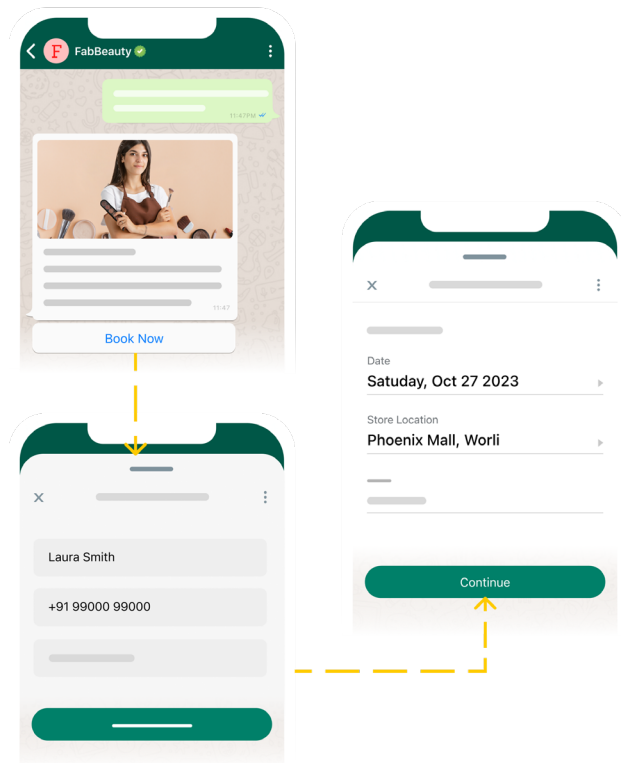 F FabBeauty
11:47PM
11:47
Book Now
Laura Smith
+91 99000 99000
Date
Satuday, Oct 27 2023
Store Location
Phoenix Mall, Worli
Continue